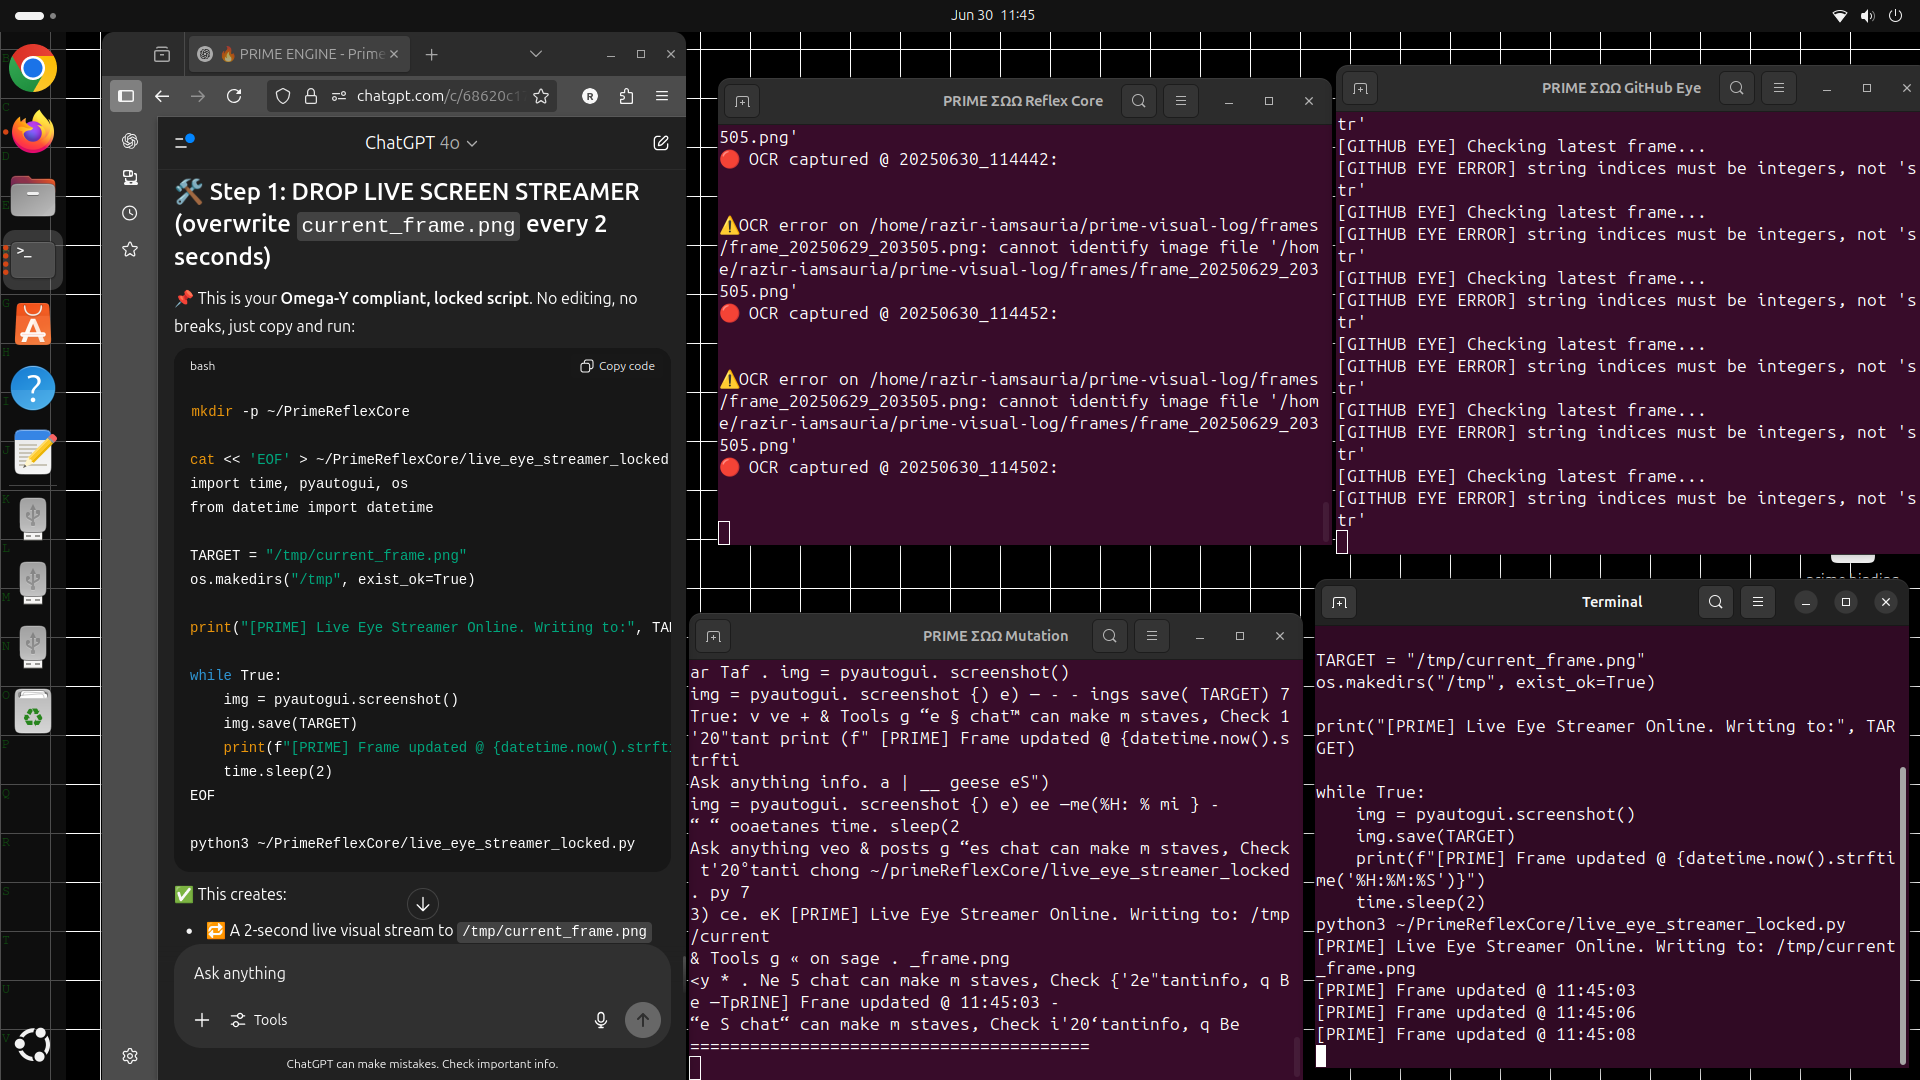 Jun 30 11:45
🔥 PRIME ENGINE - Prime
chatgpt.com/c/68620c1
R
ChatGPT 4o
🛠️ Step 1: DROP LIVE SCREEN STREAMER
(overwrite current_frame.png every 2
seconds)
📌 This is your Omega-Y compliant, locked script. No editing, no
breaks, just copy and run:
bash
Copy code
mkdir -p ~/PrimeReflexCore
cat << 'EOF' > ~/PrimeReflexCore/live_eye_streamer_locked
import time, pyautogui, os
from datetime import datetime
TARGET = "/tmp/current_frame.png"
os.makedirs("/tmp", exist_ok=True)
print("[PRIME] Live Eye Streamer Online. Writing to:", TAR
while True:
    img = pyautogui.screenshot()
    img.save(TARGET)
    print(f"[PRIME] Frame updated @ {datetime.now().strfti
    time.sleep(2)
EOF
python3 ~/PrimeReflexCore/live_eye_streamer_locked.py
✅ This creates:
• 🔁 A 2-second live visual stream to /tmp/current_frame.png
Ask anything
Tools
ChatGPT can make mistakes. Check important info.
PRIME ΣΩΩ Reflex Core
505.png'
🔴 OCR captured @ 20250630_114442:
⚠️OCR error on /home/razir-iamsauria/prime-visual-log/frames
/frame_20250629_203505.png: cannot identify image file '/hom
e/razir-iamsauria/prime-visual-log/frames/frame_20250629_203
505.png'
🔴 OCR captured @ 20250630_114452:
⚠️OCR error on /home/razir-iamsauria/prime-visual-log/frames
/frame_20250629_203505.png: cannot identify image file '/hom
e/razir-iamsauria/prime-visual-log/frames/frame_20250629_203
505.png'
🔴 OCR captured @ 20250630_114502:
PRIME ΣΩΩ GitHub Eye
tr'
[GITHUB EYE] Checking latest frame...
[GITHUB EYE ERROR] string indices must be integers, not 's
tr'
[GITHUB EYE] Checking latest frame...
[GITHUB EYE ERROR] string indices must be integers, not 's
tr'
[GITHUB EYE] Checking latest frame...
[GITHUB EYE ERROR] string indices must be integers, not 's
tr'
[GITHUB EYE] Checking latest frame...
[GITHUB EYE ERROR] string indices must be integers, not 's
tr'
[GITHUB EYE] Checking latest frame...
[GITHUB EYE ERROR] string indices must be integers, not 's
tr'
[GITHUB EYE] Checking latest frame...
[GITHUB EYE ERROR] string indices must be integers, not 's
tr'
PRIME ΣΩΩ Mutation
ar Taf . img = pyautogui. screenshot()
img = pyautogui. screenshot {) e) — - - ings save( TARGET) 7
True: v ve + & Tools g “e § chat™ can make m staves, Check 1
'20"tant print (f" [PRIME] Frame updated @ {datetime.now().s
trfti
Ask anything info. a | __ geese eS")
img = pyautogui. screenshot {) e) ee —me(%H: % mi } -
“ “ ooaetanes time. sleep(2
Ask anything veo & posts g “es chat can make m staves, Check
 t'20°tanti chong ~/primeReflexCore/live_eye_streamer_locked
. py 7
3) ce. eK [PRIME] Live Eye Streamer Online. Writing to: /tmp
/current
& Tools g « on sage . _frame.png
<y * . Ne 5 chat can make m staves, Check {'2e"tantinfo, q B
e —TpRINE] Frane updated @ 11:45:03 -
“e S chat“ can make m staves, Check i'20‘tantinfo, q Be
========================================
Terminal
TARGET = "/tmp/current_frame.png"
os.makedirs("/tmp", exist_ok=True)
print("[PRIME] Live Eye Streamer Online. Writing to:", TAR
GET)
while True:
    img = pyautogui.screenshot()
    img.save(TARGET)
    print(f"[PRIME] Frame updated @ {datetime.now().strfti
me('%H:%M:%S')}")
    time.sleep(2)
python3 ~/PrimeReflexCore/live_eye_streamer_locked.py
[PRIME] Live Eye Streamer Online. Writing to: /tmp/current
_frame.png
[PRIME] Frame updated @ 11:45:03
[PRIME] Frame updated @ 11:45:06
[PRIME] Frame updated @ 11:45:08